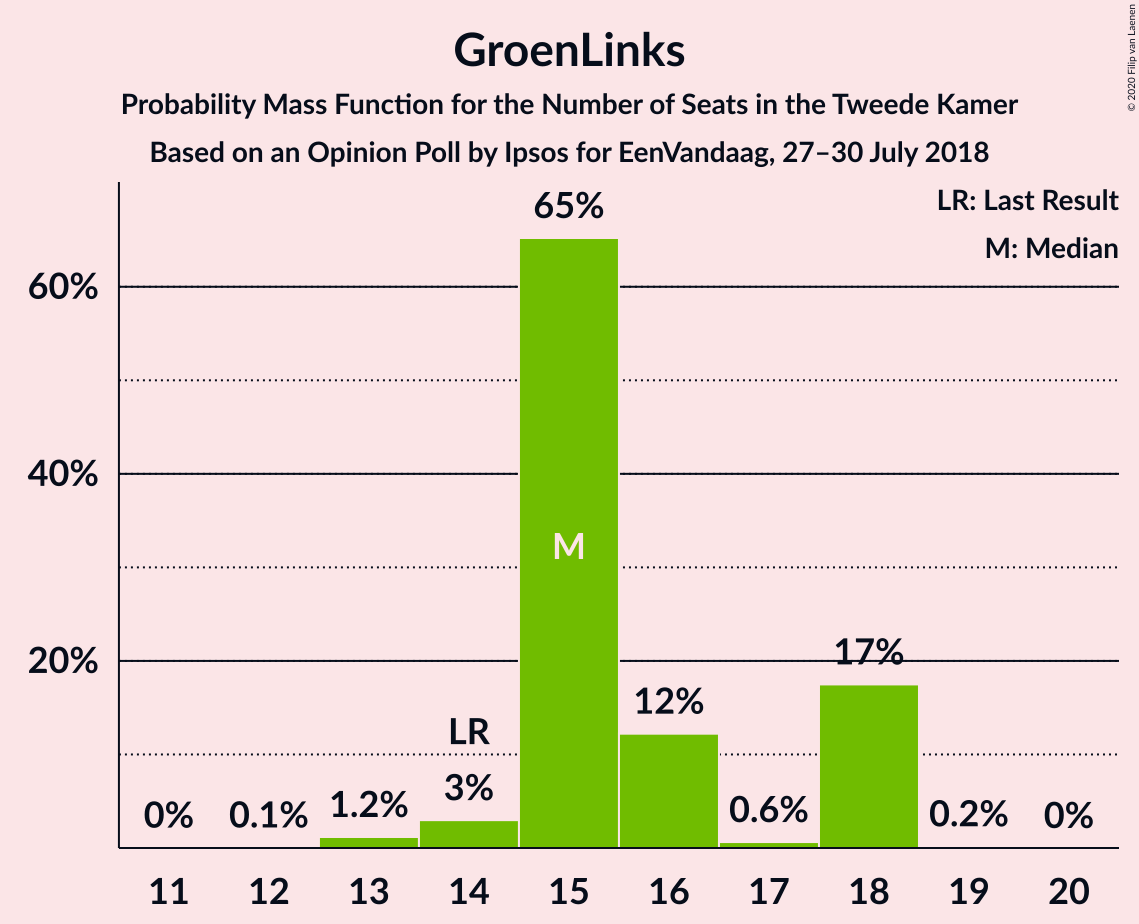 GroenLinks
Probability Mass Function for the Number of Seats in the Tweede Kamer
Based on an Opinion Poll by Ipsos for EenVandaag, 27–30 July 2018
© 2020 Filip van Laenen
LR: Last Result
M: Median
60%
40%
20%
0%
0.1%
1.2%
LR
3%
65%
M
12%
0.6%
17%
0.2%
0%
11 12 13 14 15 16 17 18 19 20